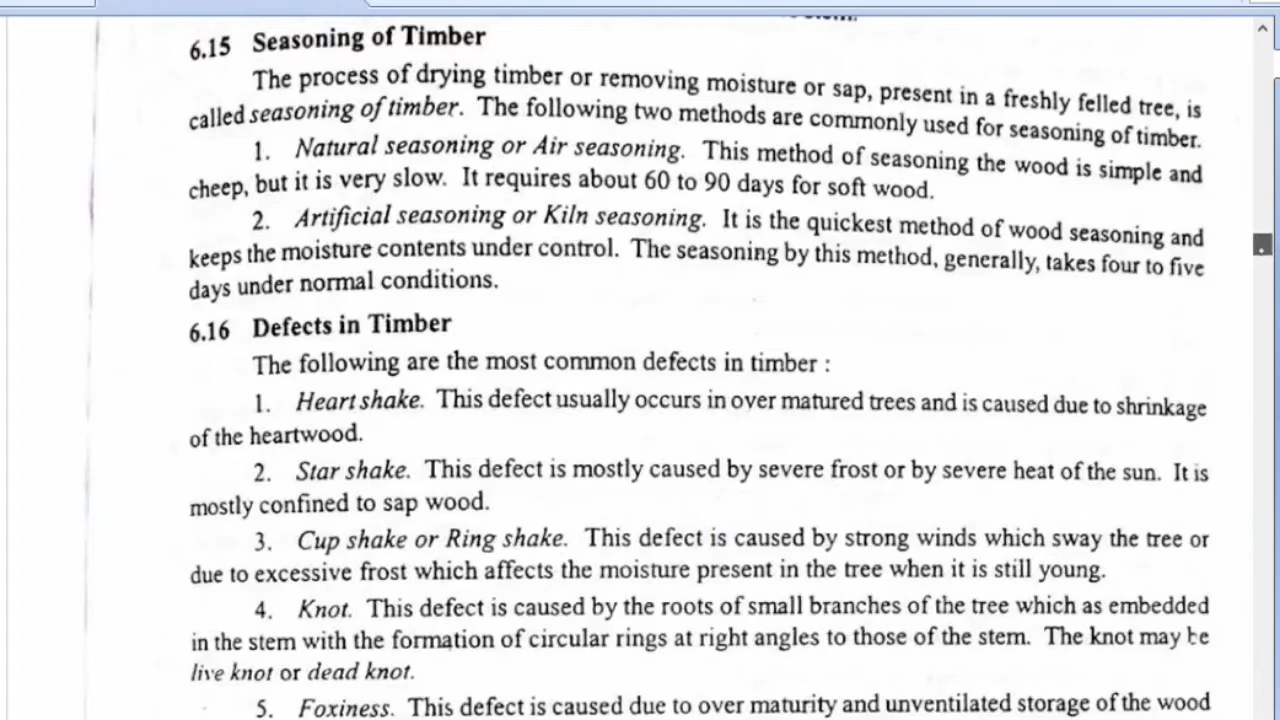 6.15 Seasoning of Timber
The process of drying timber or removing moisture or sap, present in a freshly felled tree, is
called seasoning of timber. The following two methods are commonly used for seasoning of timber.
1. Natural seasoning or Air seasoning. This method of seasoning the wood is simple and
cheep, but it is very slow. It requires about 60 to 90 days for soft wood.
2. Artificial seasoning or Kiln seasoning. It is the quickest method of wood seasoning and
keeps the moisture contents under control. The seasoning by this method, generally, takes four to five
days under normal conditions.
6.16 Defects in Timber
The following are the most common defects in timber :
1. Heart shake. This defect usually occurs in over matured trees and is caused due to shrinkage
of the heartwood.
2. Star shake. This defect is mostly caused by severe frost or by severe heat of the sun. It is
mostly confined to sap wood.
3. Cup shake or Ring shake. This defect is caused by strong winds which sway the tree or
due to excessive frost which affects the moisture present in the tree when it is still young.
4. Knot. This defect is caused by the roots of small branches of the tree which as embedded
in the stem with the formation of circular rings at right angles to those of the stem. The knot may be
live knot or dead knot.
5. Foxiness. This defect is caused due to over maturity and unventilated storage of the wood